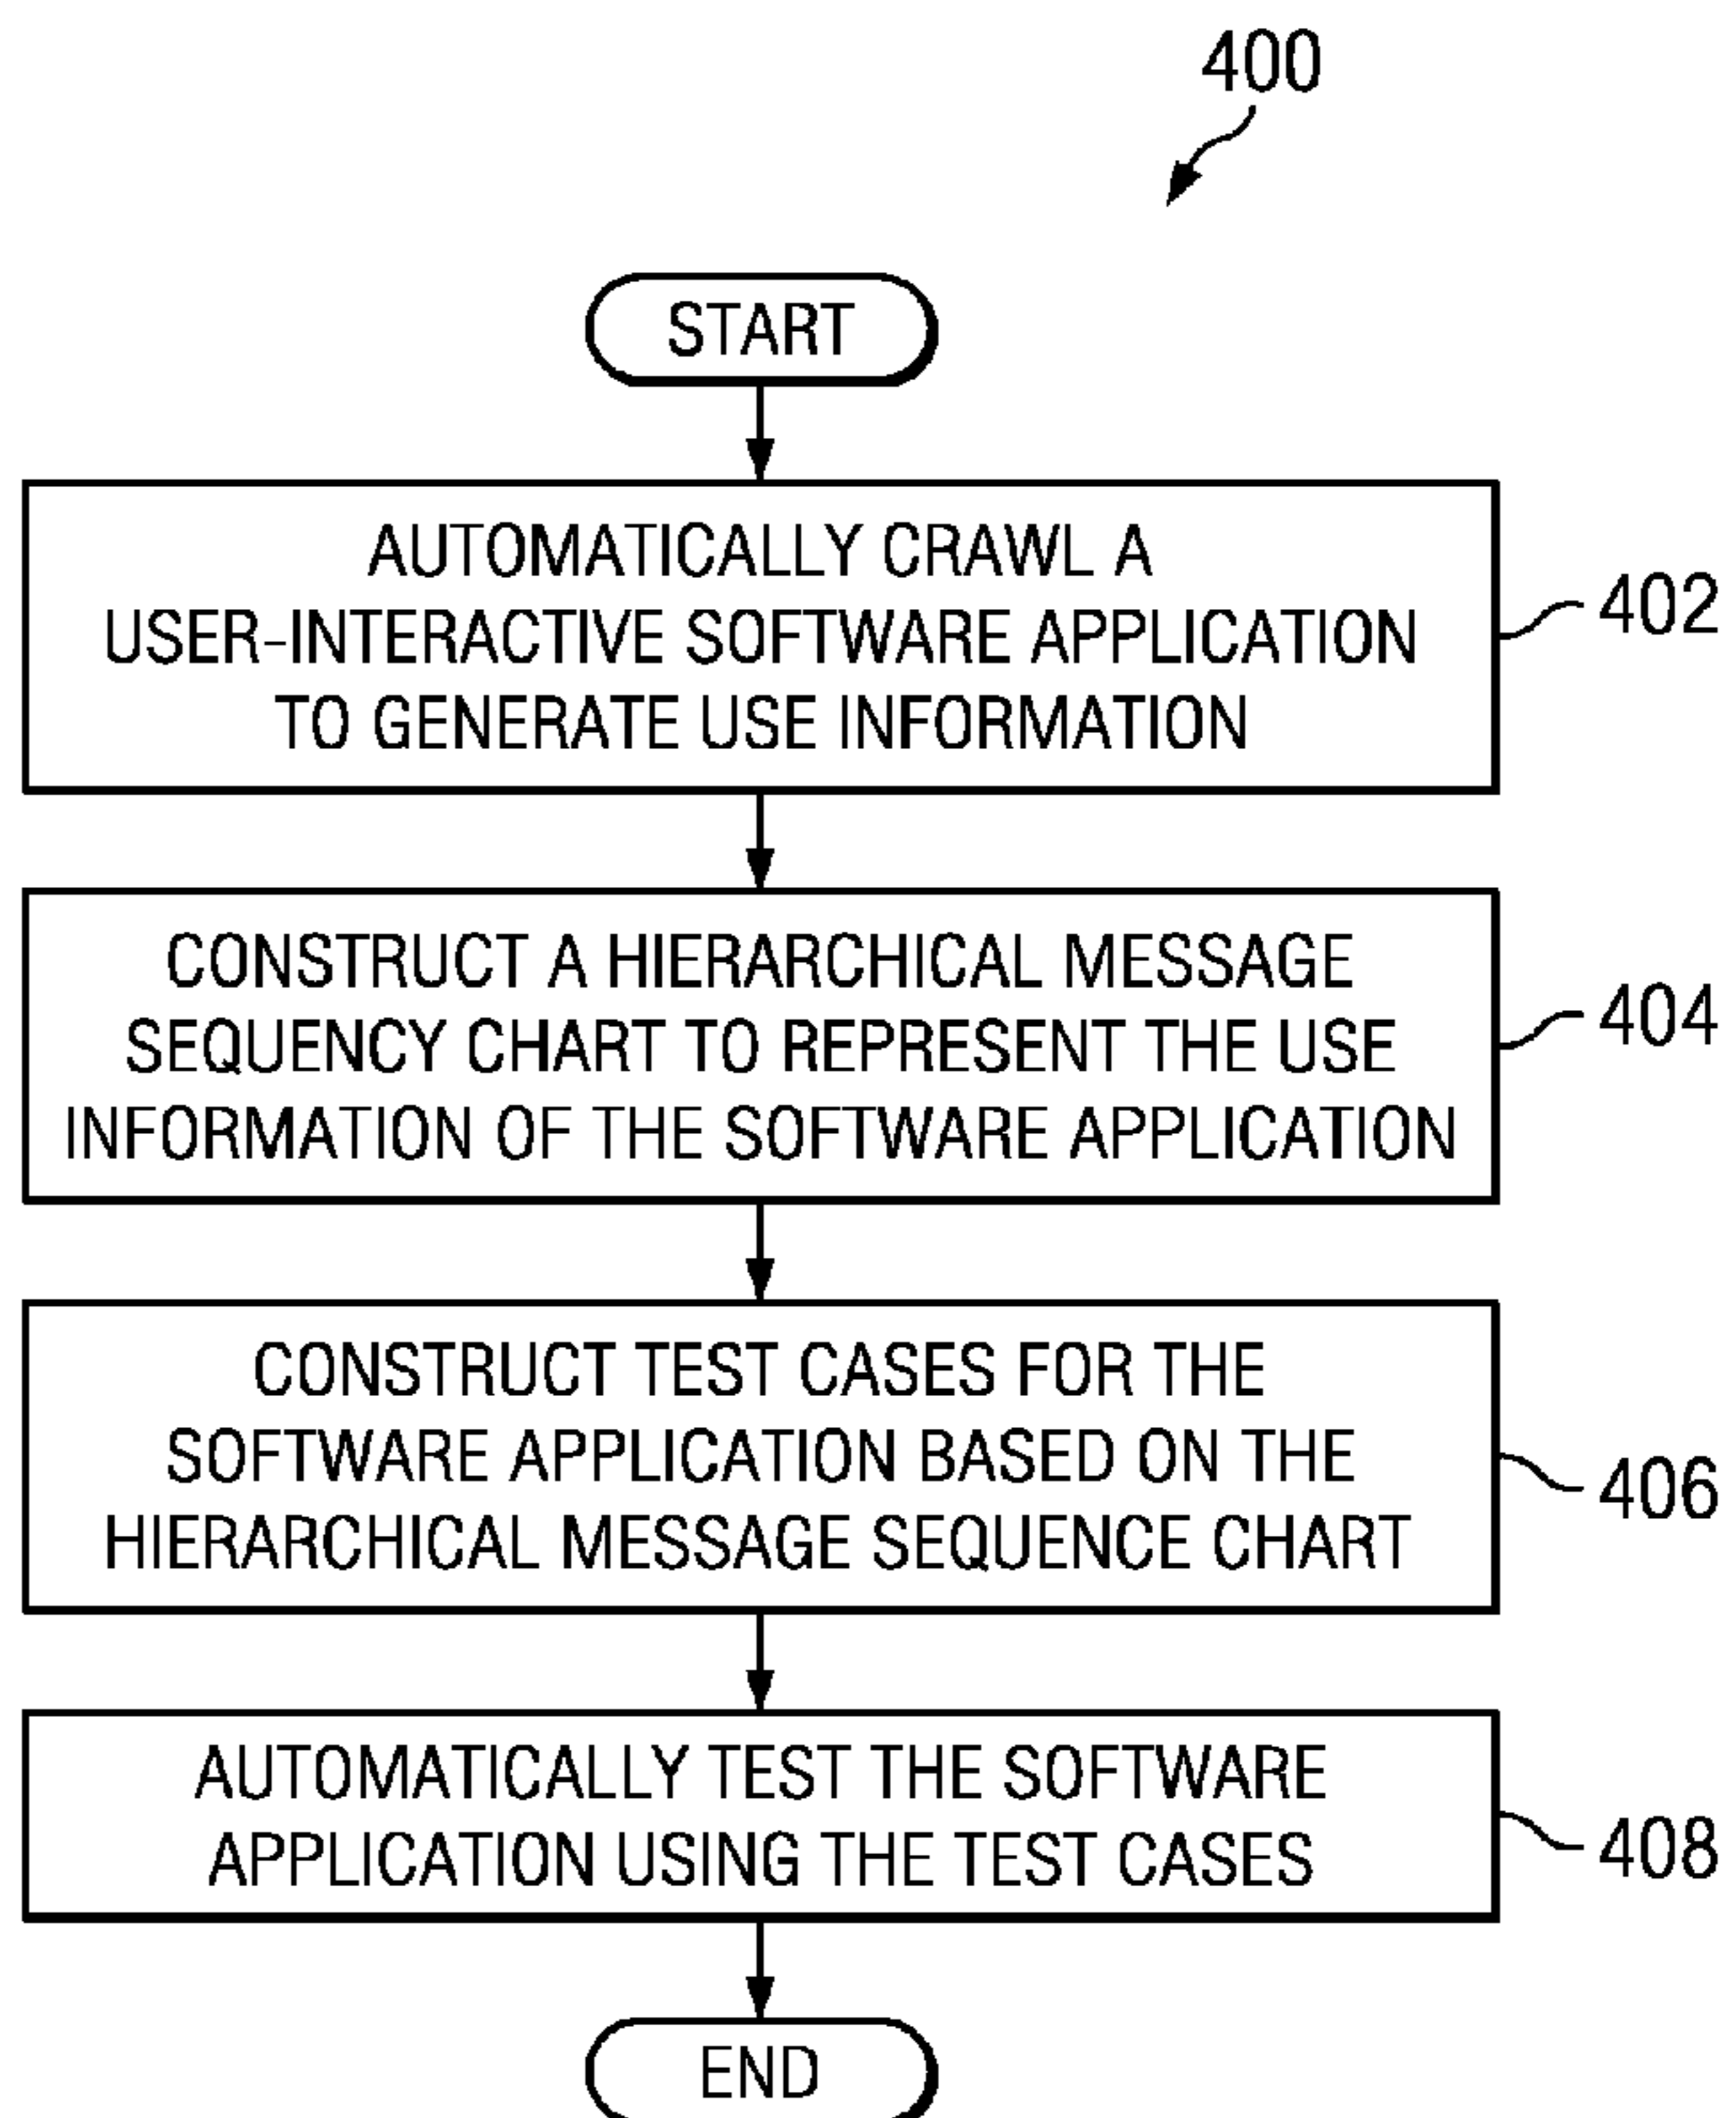 400
START
AUTOMATICALLY CRAWL A
USER-INTERACTIVE SOFTWARE APPLICATION
TO GENERATE USE INFORMATION
402
CONSTRUCT A HIERARCHICAL MESSAGE
SEQUENCY CHART TO REPRESENT THE USE
INFORMATION OF THE SOFTWARE APPLICATION
404
CONSTRUCT TEST CASES FOR THE
SOFTWARE APPLICATION BASED ON THE
HIERARCHICAL MESSAGE SEQUENCE CHART
406
AUTOMATICALLY TEST THE SOFTWARE
APPLICATION USING THE TEST CASES
408
END